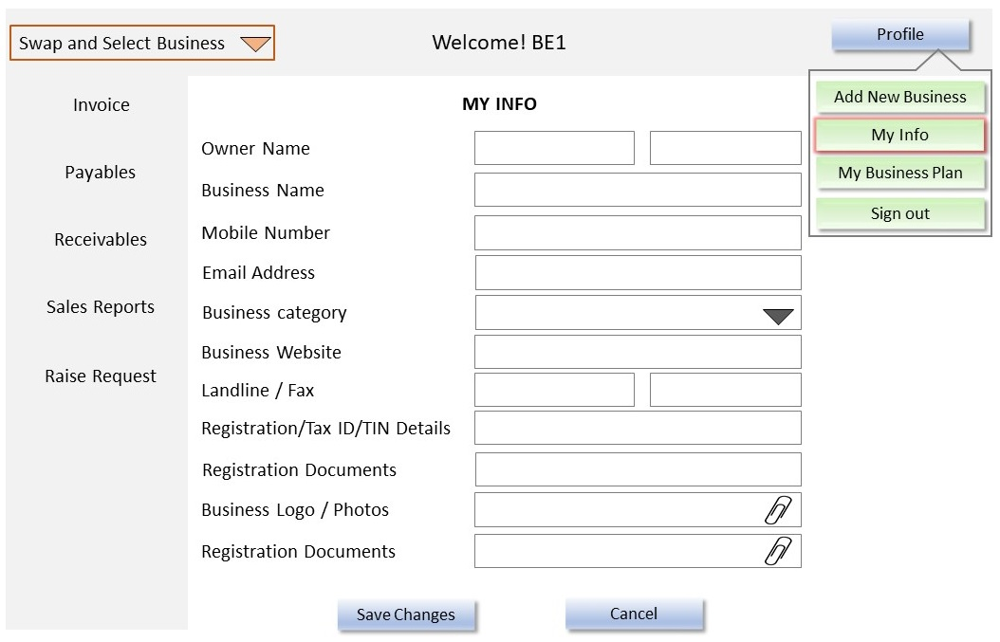 Swap and Select Business
Welcome! BE1
Profile
Add New Business
My Info
My Business Plan
Sign out
Invoice
Payables
Receivables
Sales Reports
Raise Request
MY INFO
Owner Name
Business Name
Mobile Number
Email Address
Business category
Business Website
Landline / Fax
Registration/Tax ID/TIN Details
Registration Documents
Business Logo / Photos
Registration Documents
Save Changes
Cancel